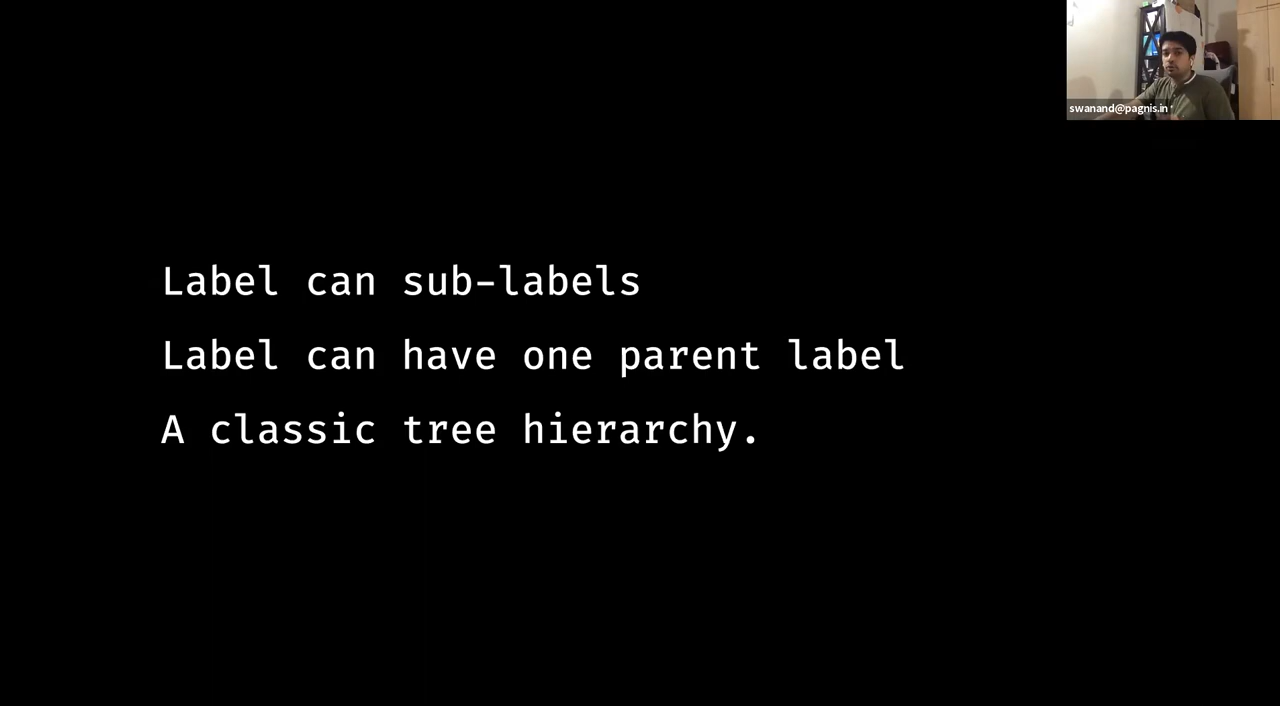 swanand@pagnis.in
Label can sub-labels
Label can have one parent label
A classic tree hierarchy.